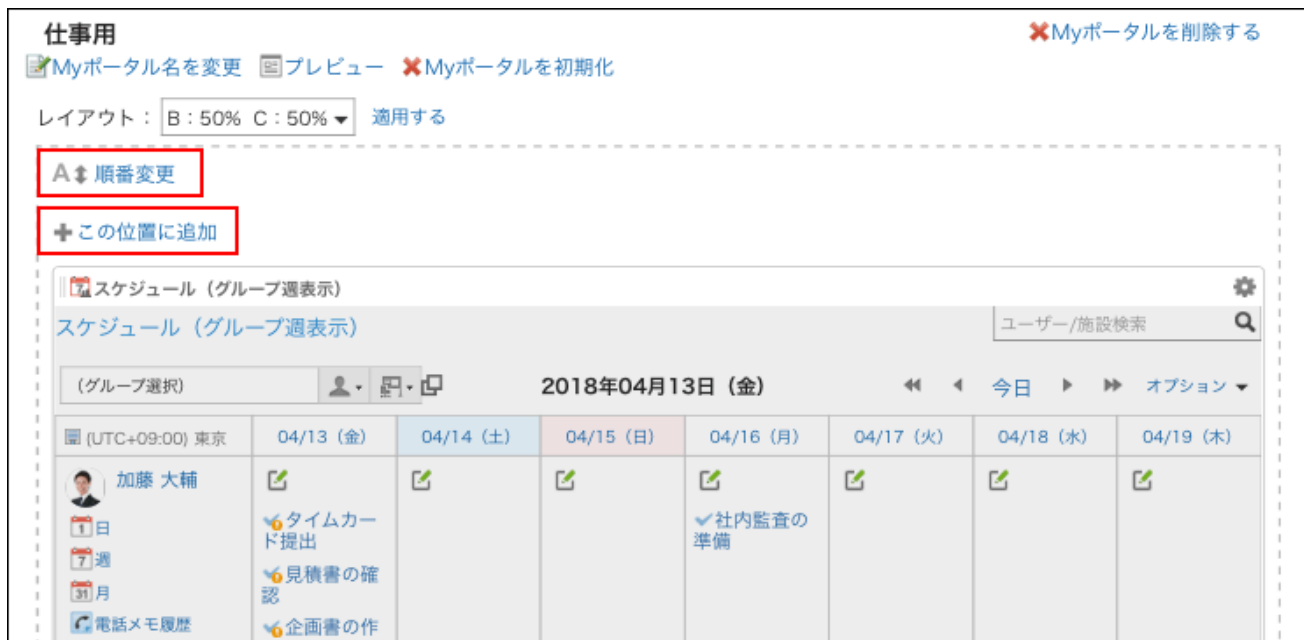 仕事用
✖Myポータルを削除する
Myポータル名を変更 プレビュー ✖Myポータルを初期化
レイアウト： B：50% C：50% 適用する
A 順番変更
この位置に追加
7 スケジュール（グループ週表示）
スケジュール（グループ週表示）
ユーザー/施設検索
（グループ選択）
2018年04月13日（金）
今日
オプション
(UTC+09:00) 東京 04/13（金） 04/14（土） 04/15（日） 04/16（月） 04/17（火） 04/18（水） 04/19（木）
加藤 大輔
1 日
7 週
31 月
電話メモ履歴
タイムカー
ド提出
見積書の確
認
企画書の作
社内監査の
準備